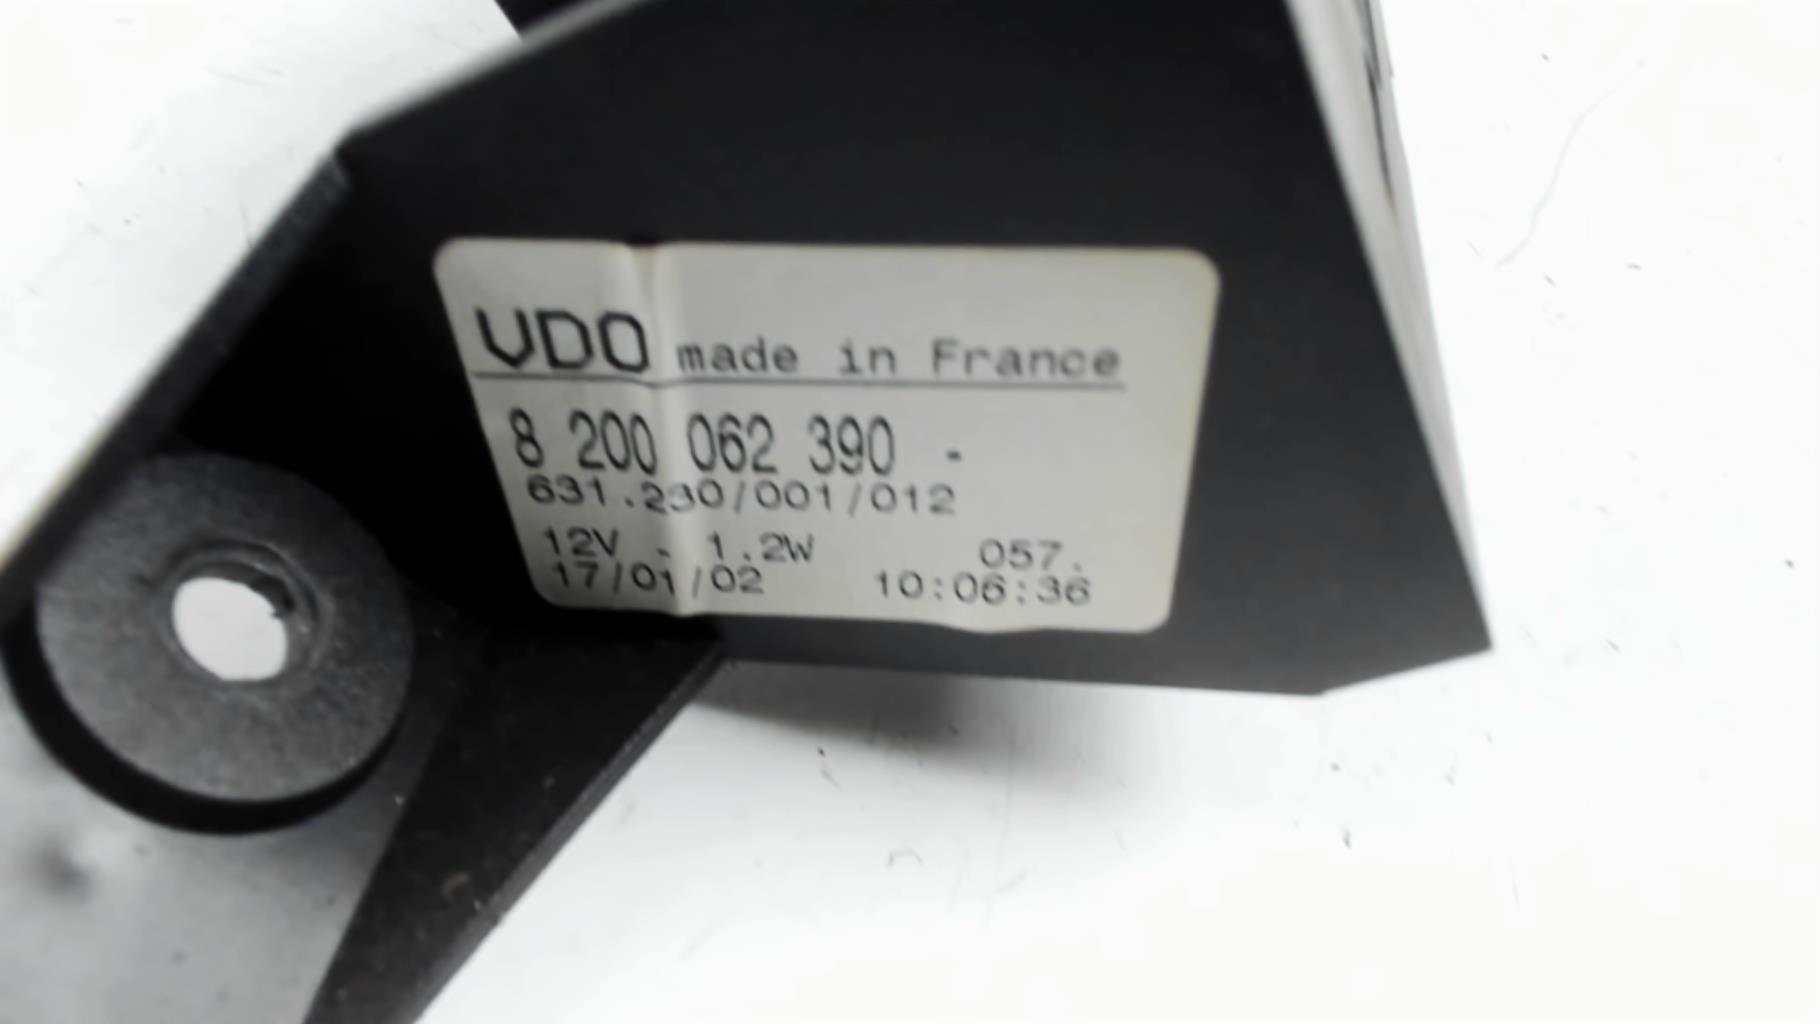 VDO made in France
8 200 062 390 -
631.230/001/012
12V - 1.2W 057.
17/01/02 10:06:36